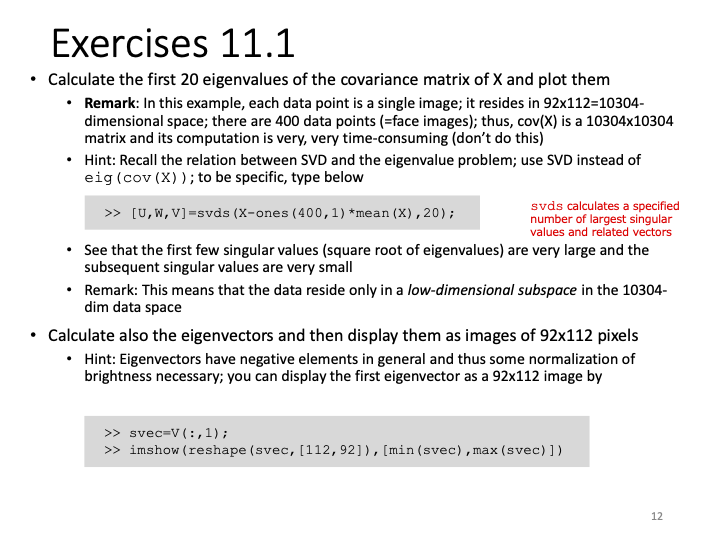 Exercises 11.1
• Calculate the first 20 eigenvalues of the covariance matrix of X and plot them
• Remark: In this example, each data point is a single image; it resides in 92x112=10304-
dimensional space; there are 400 data points (=face images); thus, cov(X) is a 10304x10304
matrix and its computation is very, very time-consuming (don't do this)
• Hint: Recall the relation between SVD and the eigenvalue problem; use SVD instead of
eig(cov(X)); to be specific, type below
>> [U,W,V]=svds(X-ones(400,1)*mean(X),20);
svds calculates a specified
number of largest singular
values and related vectors
• See that the first few singular values (square root of eigenvalues) are very large and the
subsequent singular values are very small
• Remark: This means that the data reside only in a low-dimensional subspace in the 10304-
dim data space
• Calculate also the eigenvectors and then display them as images of 92x112 pixels
• Hint: Eigenvectors have negative elements in general and thus some normalization of
brightness necessary; you can display the first eigenvector as a 92x112 image by
>> svec=V(:,1);
>> imshow(reshape(svec,[112,92]),[min(svec),max(svec)])
12